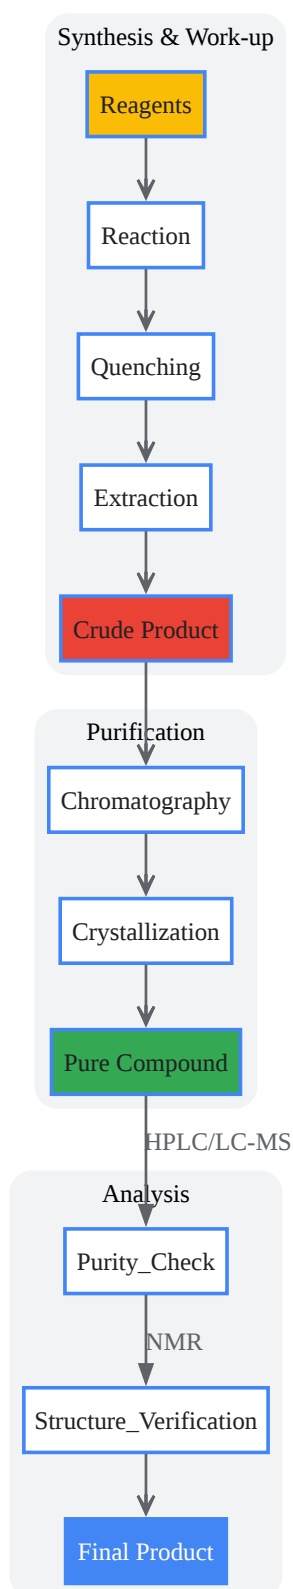 Synthesis & Work-up
Reagents
Reaction
Quenching
Extraction
Crude Product
Purification
Chromatography
Crystallization
Pure Compound
HPLC/LC-MS
Analysis
Purity_Check
NMR
Structure_Verification
Final Product